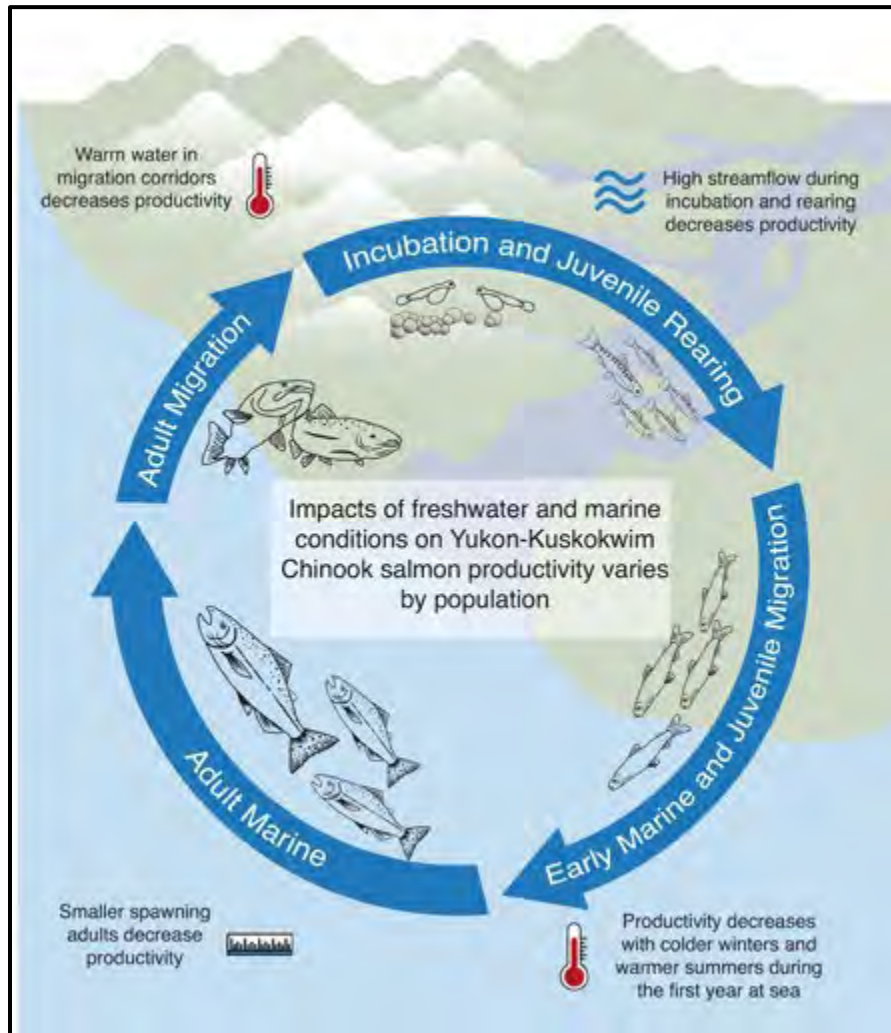 Warm water in
migration corridors
decreases productivity
High streamflow during
incubation and rearing
decreases productivity
Incubation and Juvenile Rearing
Adult Migration
Impacts of freshwater and marine
conditions on Yukon-Kuskokwim
Chinook salmon productivity varies
by population
Early Marine and Juvenile Migration
Adult Marine
Smaller spawning
adults decrease
productivity
Productivity decreases
with colder winters and
warmer summers during
the first year at sea